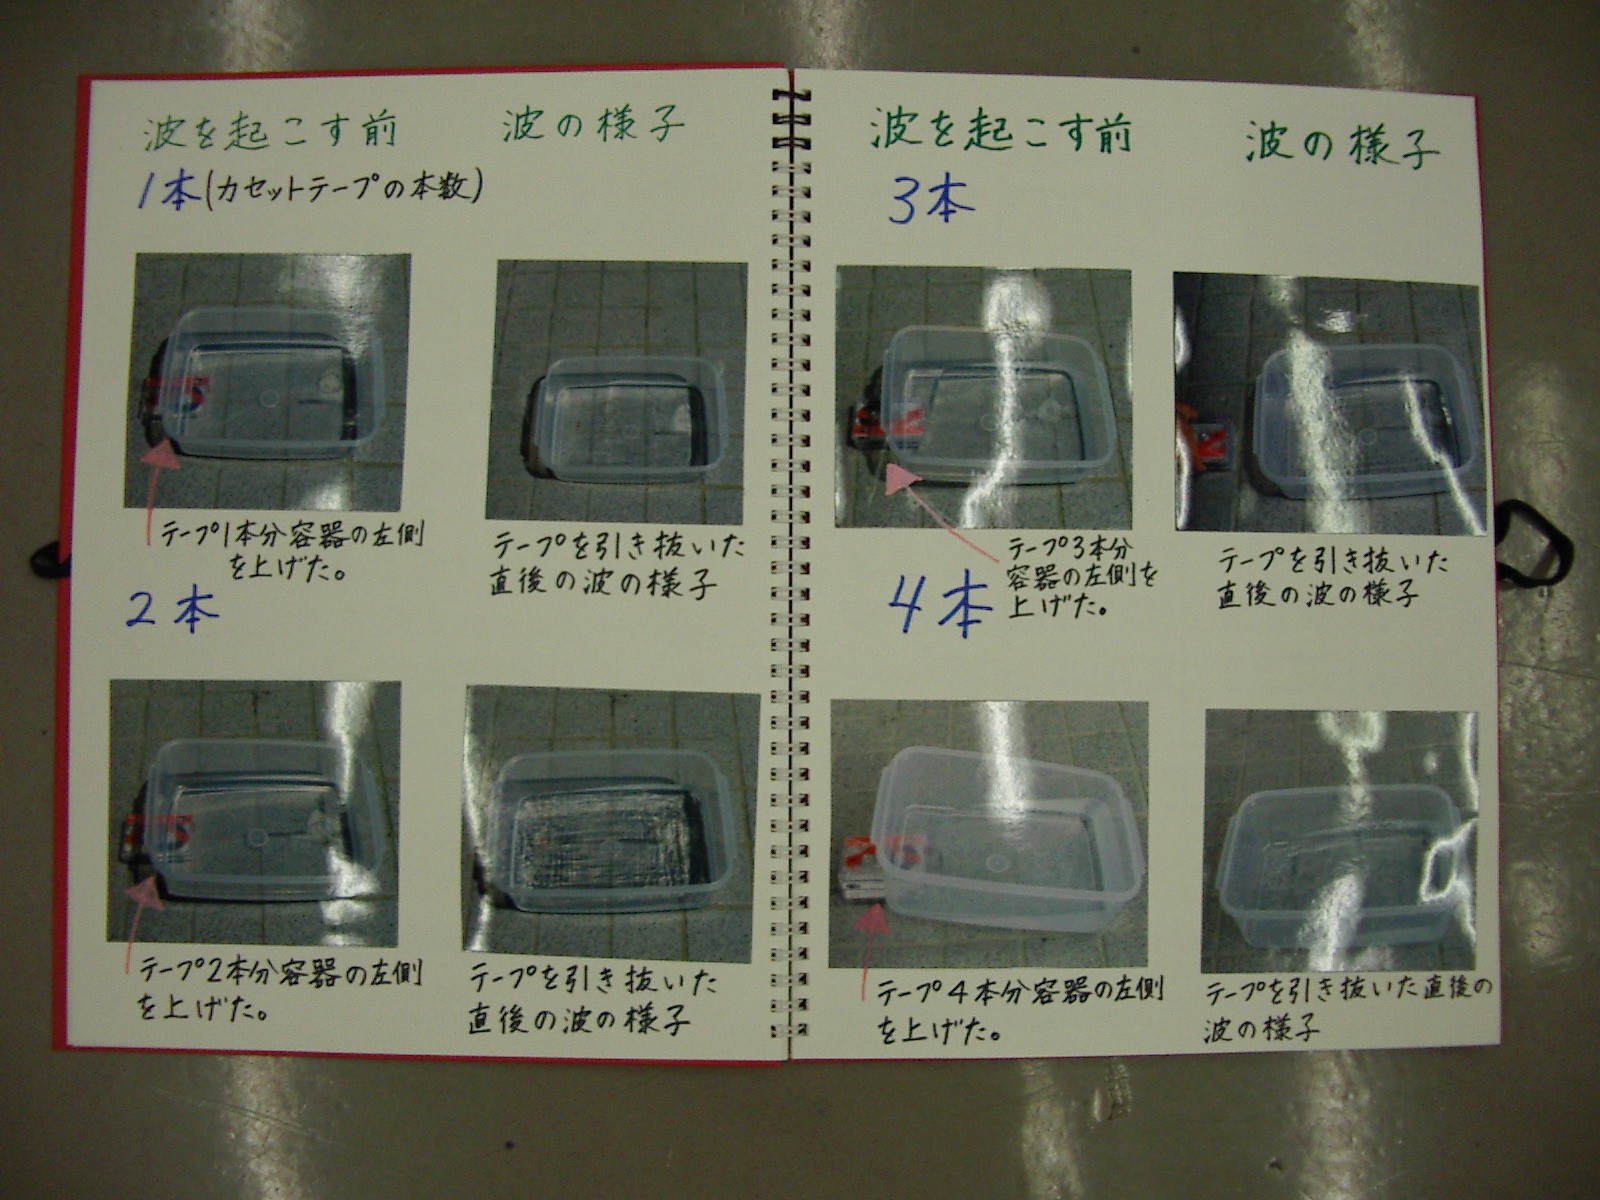 波を起こす前
波の様子
1本(カセットテープの本数)
テープ1本分容器の左側
を上げた。
テープを引き抜いた
直後の波の様子
2本
テープ2本分容器の左側
を上げた。
テープを引き抜いた
直後の波の様子
波を起こす前
波の様子
3本
テープ3本分
容器の左側を
上げた。
テープを引き抜いた
直後の波の様子
4本
テープ4本分容器の左側
を上げた。
テープを引き抜いた直後の
波の様子